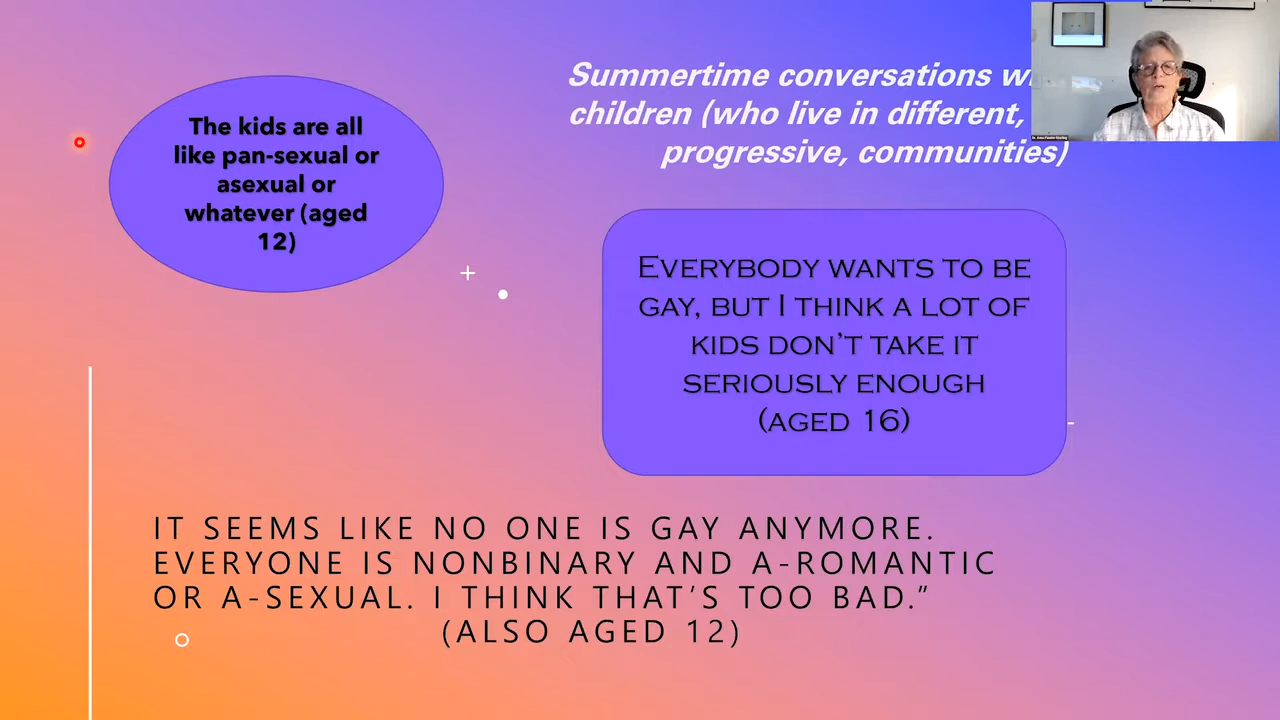 Summertime conversations
children (who live in different,
progressive, communities)
The kids are all
like pan-sexual or
asexual or
whatever (aged
12)
EVERYBODY WANTS TO BE
GAY, BUT I THINK A LOT OF
KIDS DON’T TAKE IT
SERIOUSLY ENOUGH
(AGED 16)
IT SEEMS LIKE NO ONE IS GAY ANYMORE.
EVERYONE IS NONBINARY AND A-ROMANTIC
OR A-SEXUAL. I THINK THAT’S TOO BAD.”
(ALSO AGED 12)